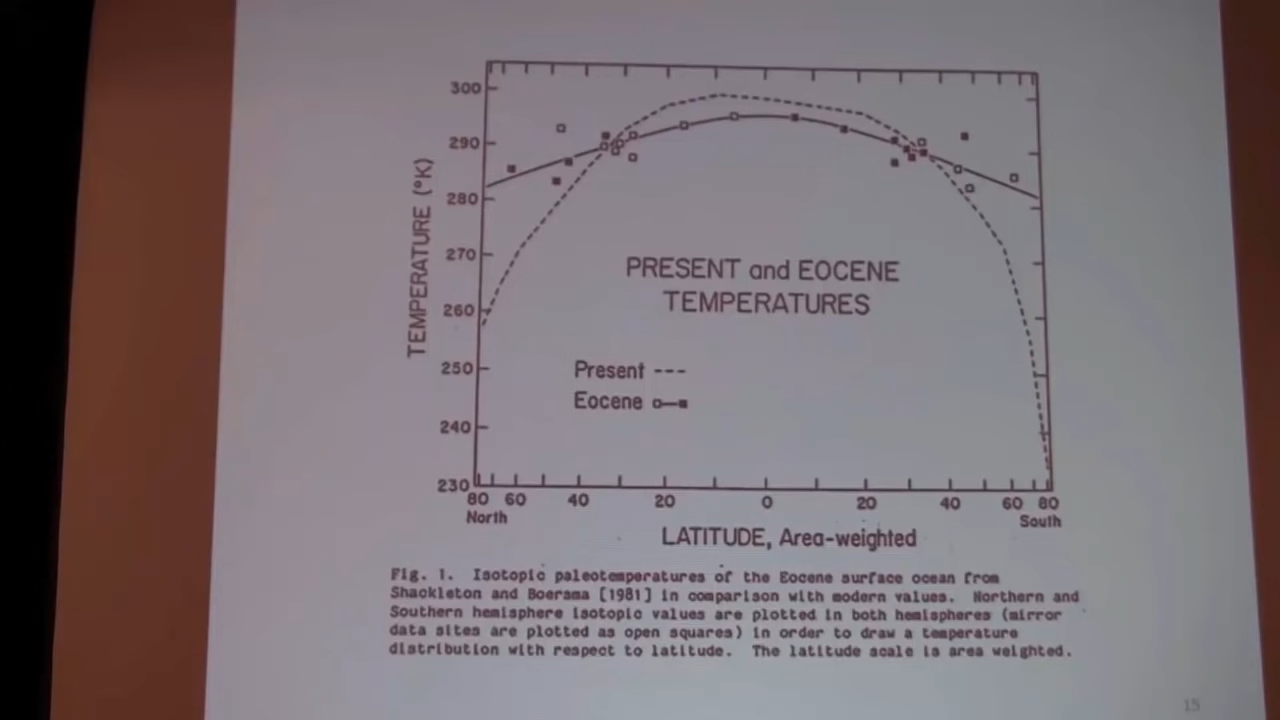 300
290
280
270
260
250
240
230
TEMPERATURE (°K)
PRESENT and EOCENE
TEMPERATURES
Present ---
Eocene
80 60 40 20 0 20 40 60 80
North South
LATITUDE, Area-weighted
Fig. 1. Isotopic paleotemperatures of the Eocene surface ocean from
Shackleton and Boersma [1981] in comparison with modern values. Northern and
Southern hemisphere isotopic values are plotted in both hemispheres (mirror
data sites are plotted as open squares) in order to draw a temperature
distribution with respect to latitude. The latitude scale is area weighted.
15